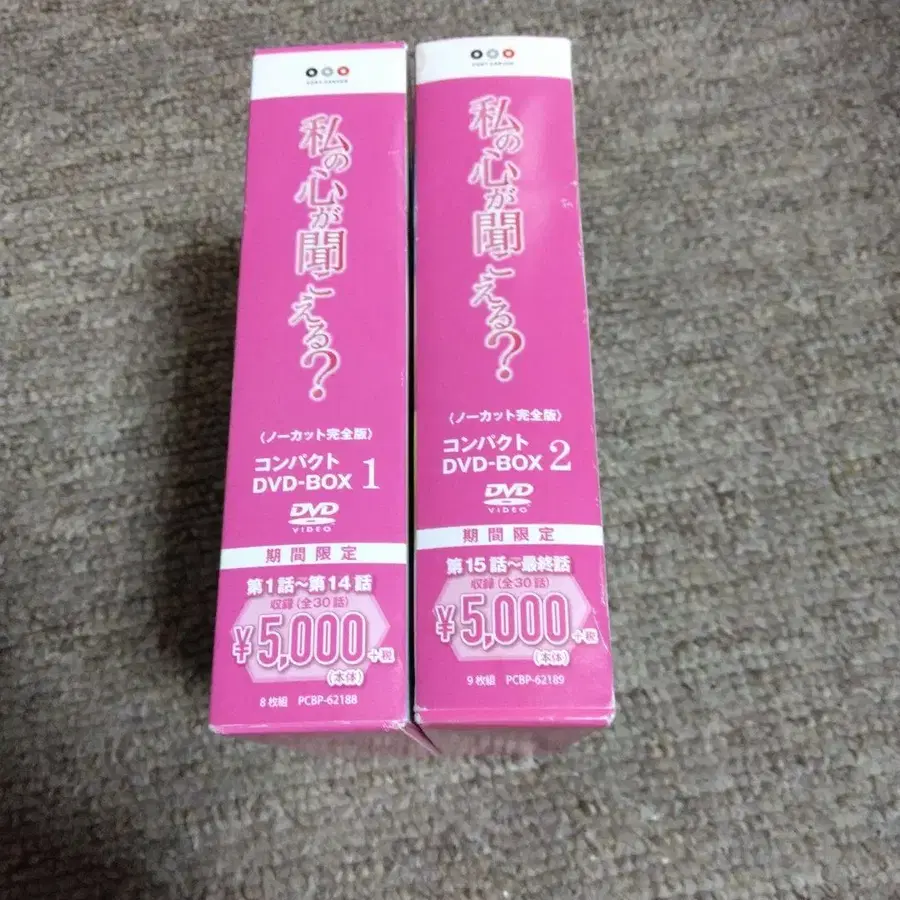 PONY CANYON
私の心が聞こえる?
〈ノーカット完全版〉
コンパクト
DVD-BOX 1
DVD
VIDEO
期間限定
第1話~第14話
収録(全30話)
¥5,000+税
(本体)
8枚組 PCBP-62188
PONY CANYON
私の心が聞こえる?
〈ノーカット完全版〉
コンパクト
DVD-BOX 2
DVD
VIDEO
期間限定
第15話~最終話
収録(全30話)
¥5,000+税
(本体)
9枚組 PCBP-62189